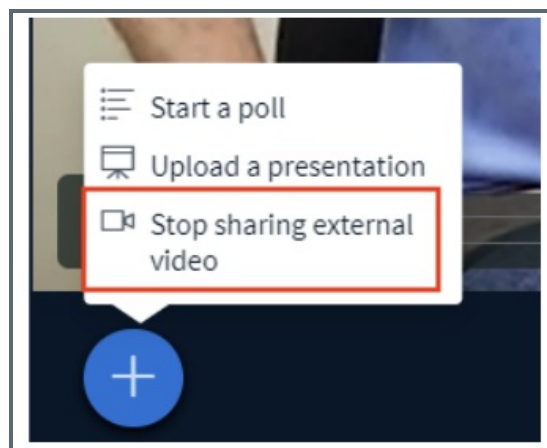 Start a poll
Upload a presentation
Stop sharing external
video